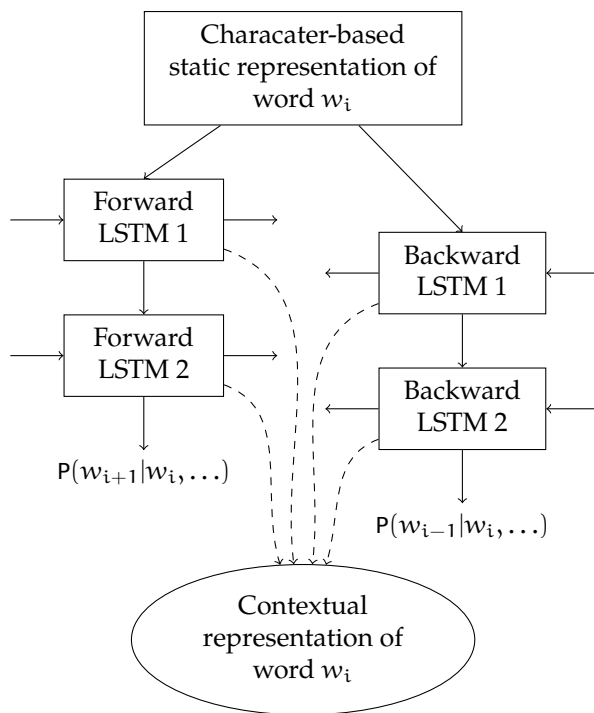 Characater-based
static representation of
word wᵢ
Forward
LSTM 1
Backward
LSTM 1
Forward
LSTM 2
Backward
LSTM 2
P(wᵢ₊₁|wᵢ, …)
P(wᵢ₋₁|wᵢ, …)
Contextual
representation of
word wᵢ